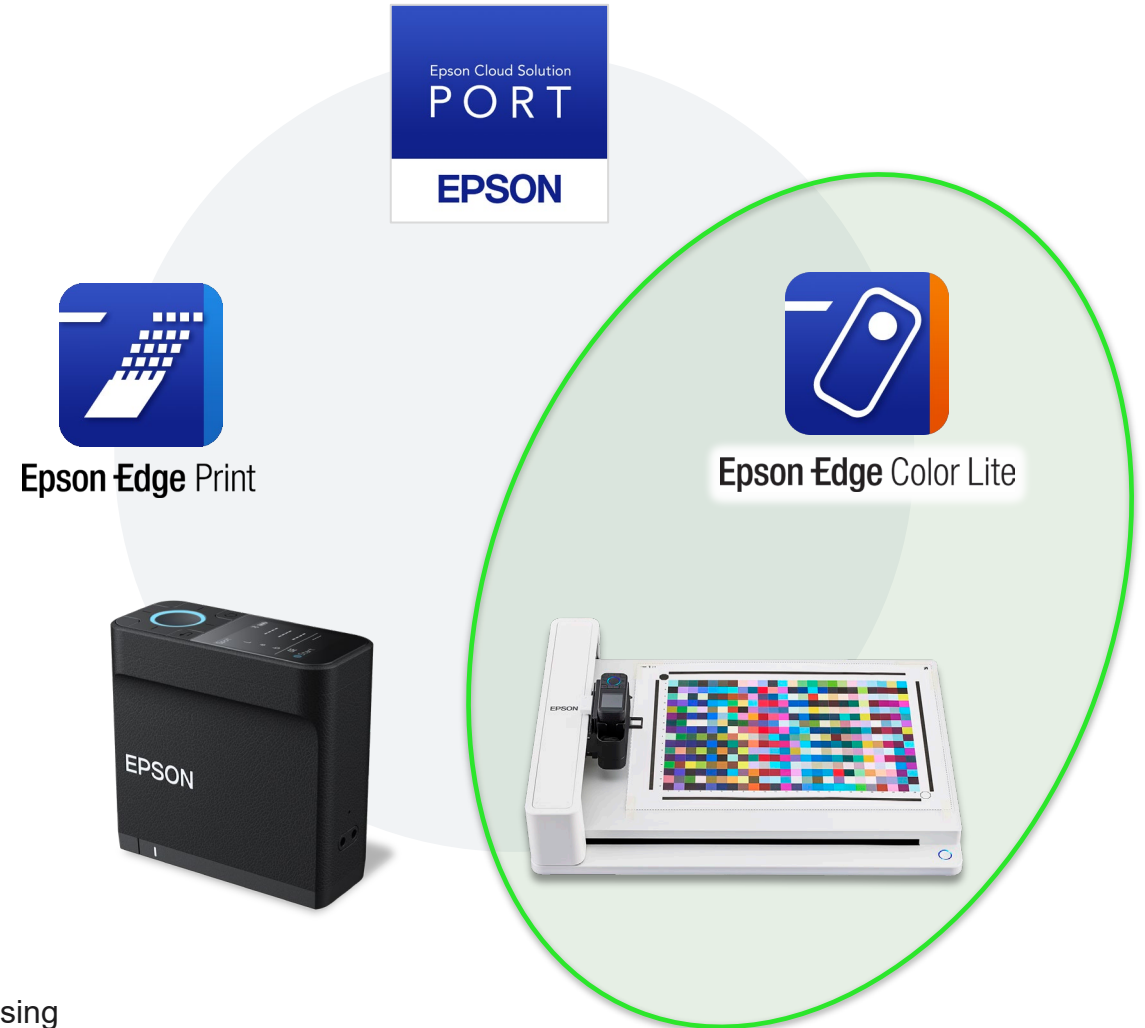 Epson Cloud Solution
PORT
EPSON
Epson Edge Print
Epson Edge Color Lite
EPSON
EPSON
sing